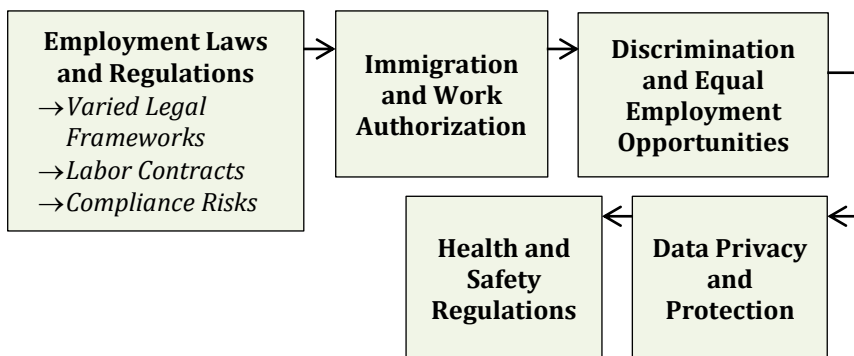 Employment Laws
and Regulations
→Varied Legal
Frameworks
→Labor Contracts
→Compliance Risks
Immigration
and Work
Authorization
Discrimination
and Equal
Employment
Opportunities
Data Privacy
and
Protection
Health and
Safety
Regulations